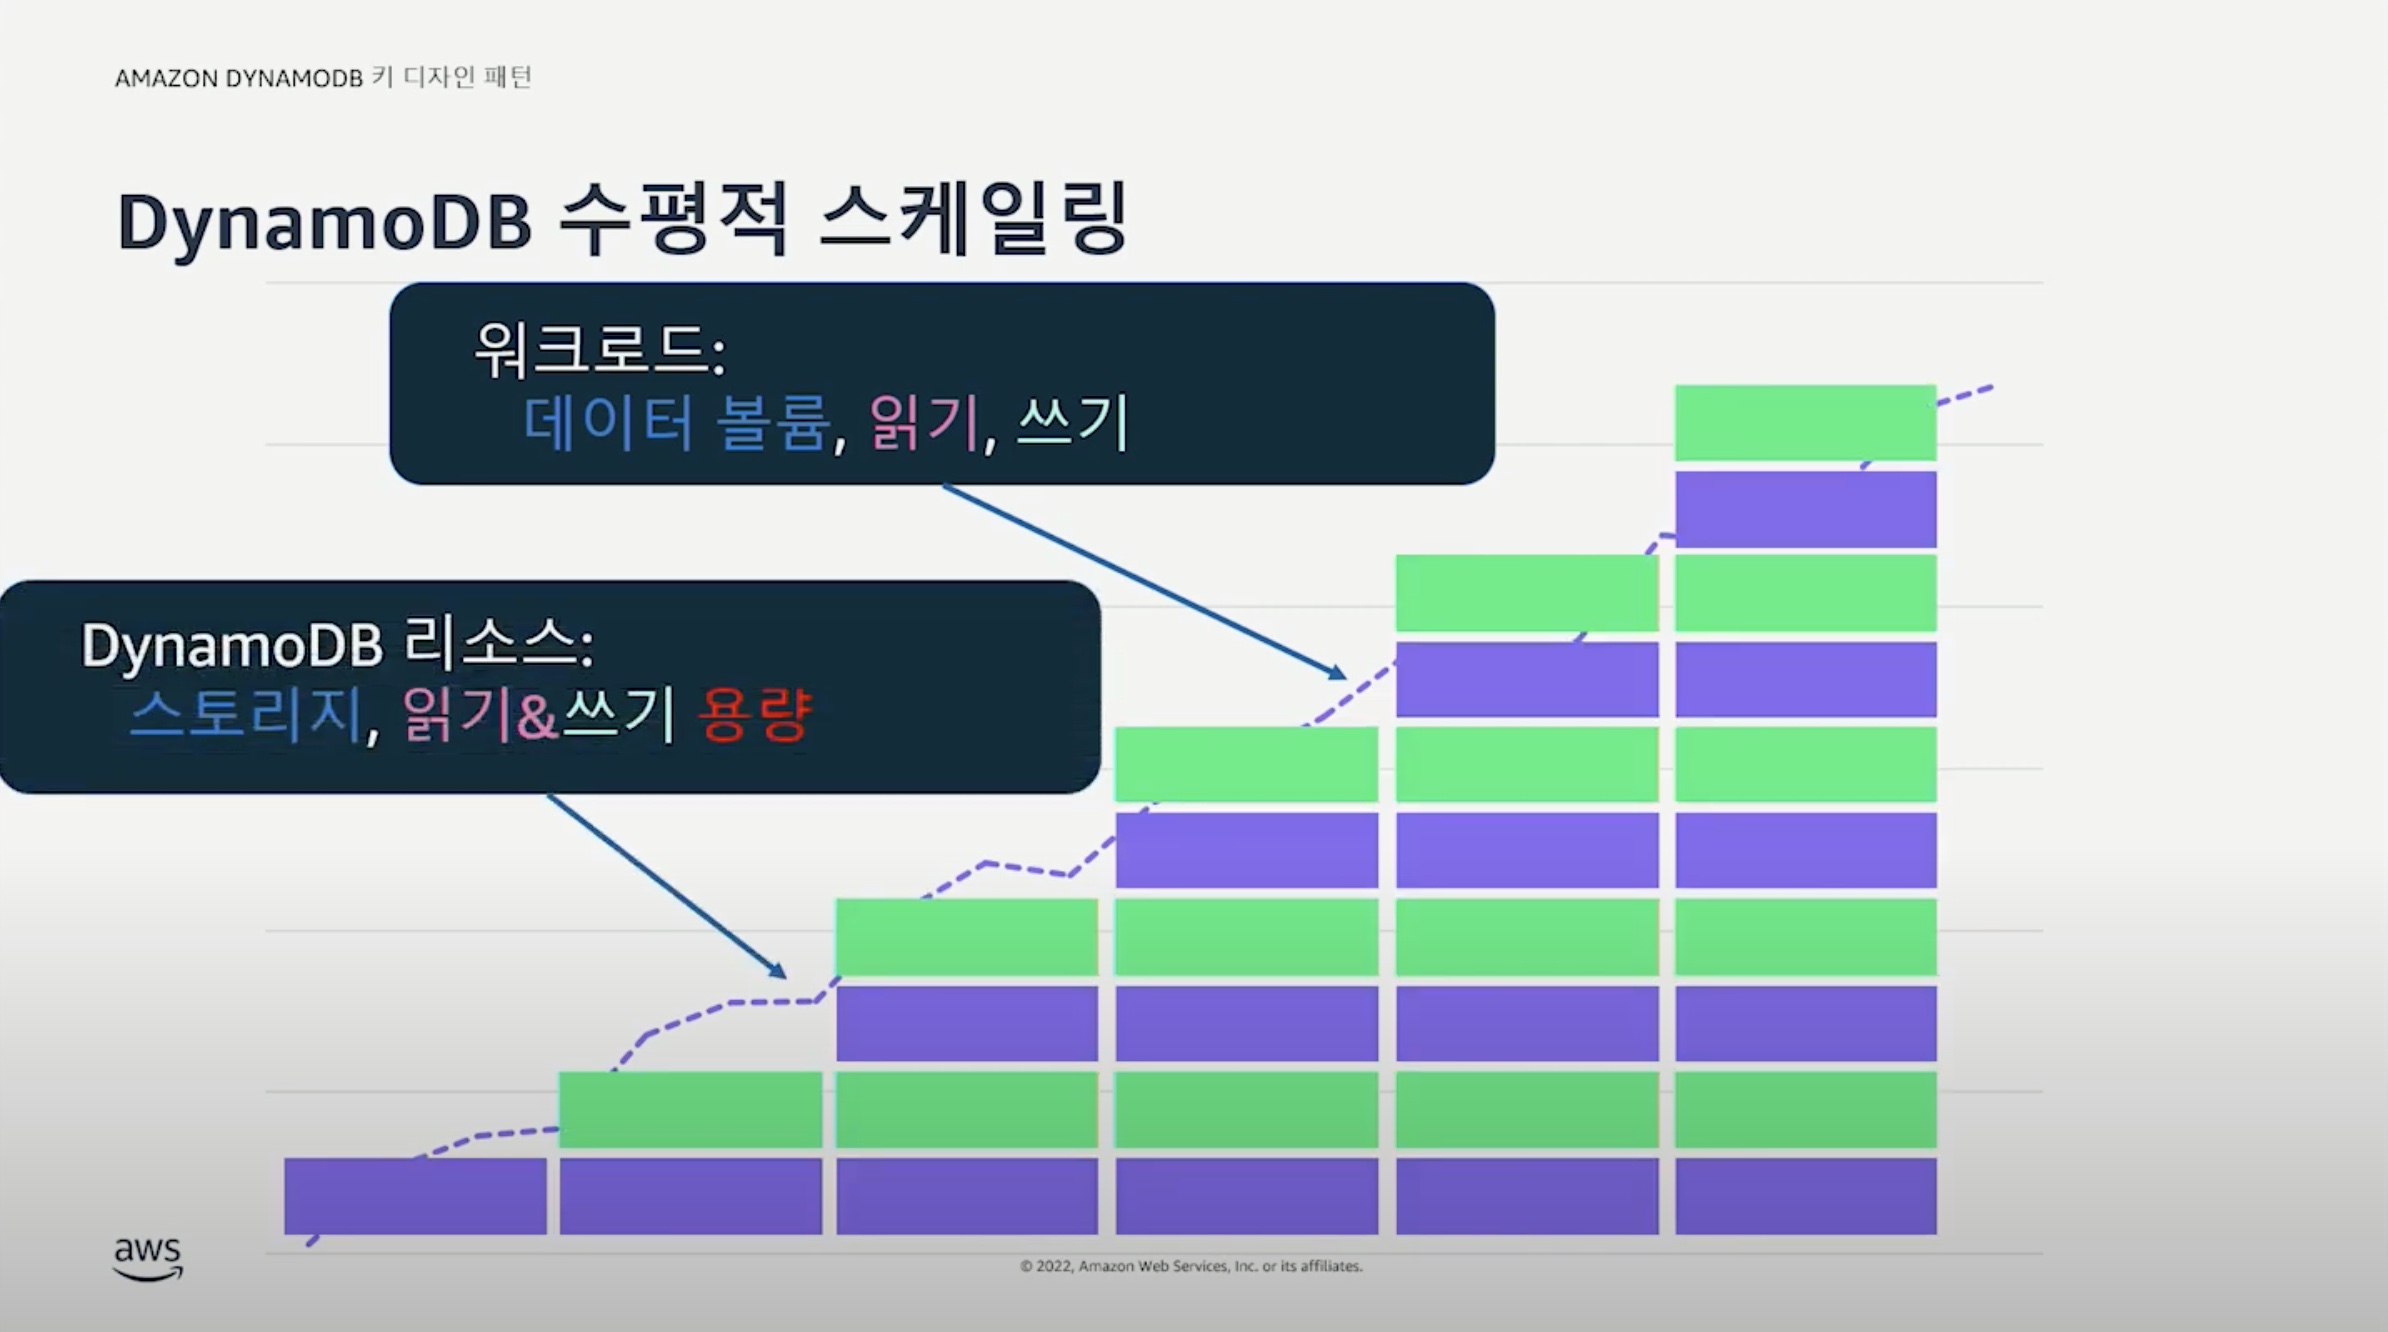 AMAZON DYNAMODB 키 디자인 패턴
DynamoDB 수평적 스케일링
워크로드:
데이터 볼륨, 읽기, 쓰기
DynamoDB 리소스:
스토리지, 읽기&쓰기 용량
aws
© 2022, Amazon Web Services, Inc. or its affiliates.